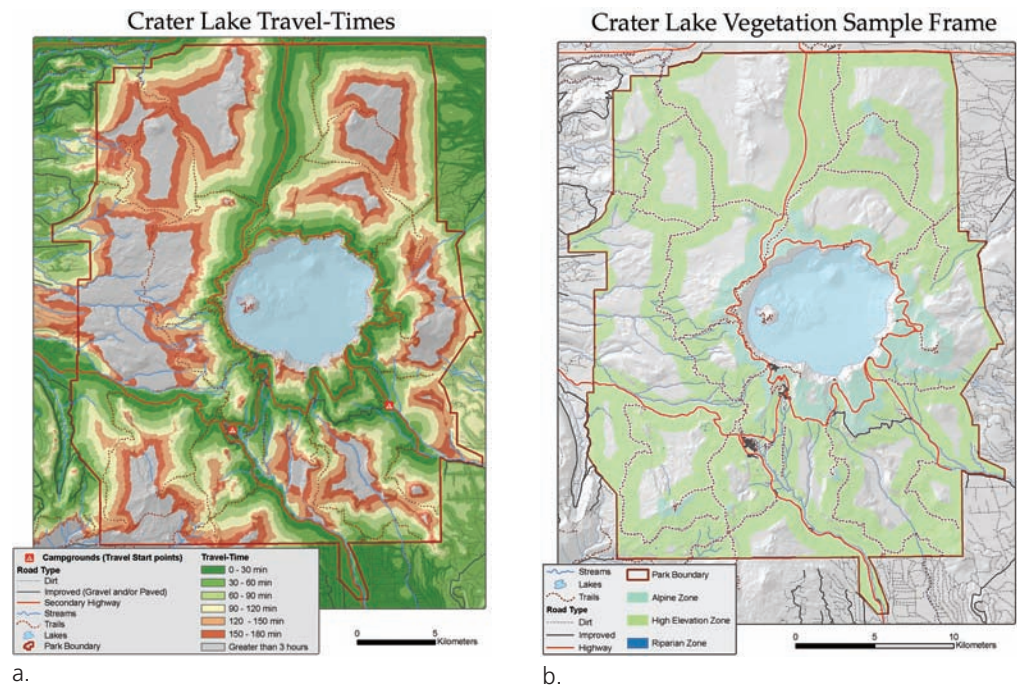 Crater Lake Travel-Times
Campgrounds (Travel Start points)
Road Type
Dirt
Improved (Gravel and/or Paved)
Secondary Highway
Streams
Trails
Lakes
Park Boundary
Travel-Time
0 - 30 min
30 - 60 min
60 - 90 min
90 - 120 min
120 - 150 min
150 - 180 min
Greater than 3 hours
0 5
Kilometers
a.
Crater Lake Vegetation Sample Frame
Streams
Lakes
Trails
Road Type
Dirt
Improved
Highway
Park Boundary
Alpine Zone
High Elevation Zone
Riparian Zone
0 5 10
Kilometers
b.